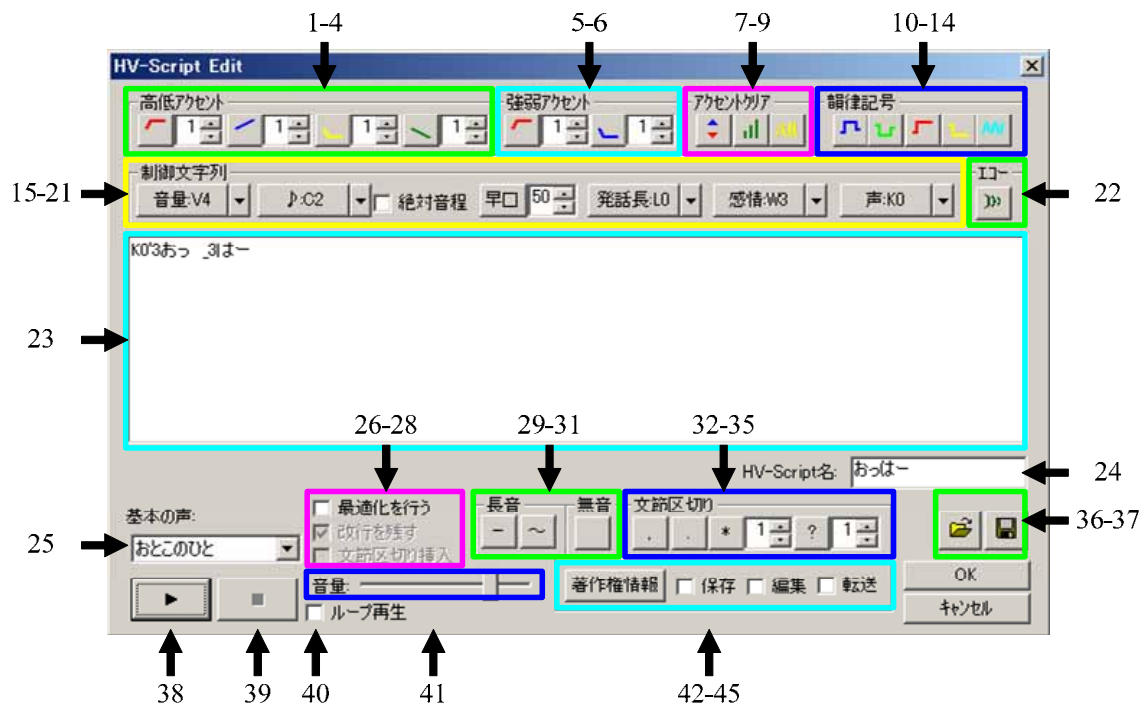 1-4 5-6 7-9 10-14
HV-Script Edit
高低アクセント 強弱アクセント アクセントクリア 韻律記号
1 1 1 1 1 1
15-21 制御文字列 エコー 22
音量:V4 ♪:C2 絶対音程 早口 50 発話長:L0 感情:W3 声:K0
K0'3おっ _3|はー
23
26-28 29-31 32-35
HV-Script名: おっはー 24
基本の声: 最適化を行う 長音 無音 文節区切り 36-37
25 おとこのひと 改行を残す - ~ , . * 1 ? 1
文節区切り挿入
音量: 著作権情報 保存 編集 転送 OK
ループ再生 キャンセル
38 39 40 41 42-45